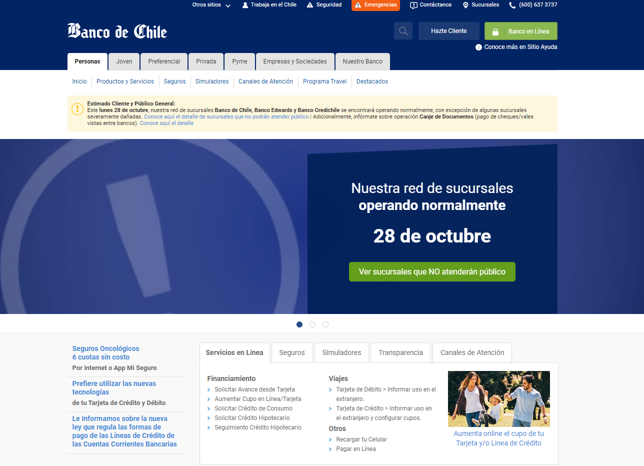 Otros sitios
Trabaja en el Chile
Seguridad
Emergencias
Contáctanos
Sucursales
(600) 637 3737
Banco de Chile
Hazte Cliente
Banco en Línea
Conoce más en Sitio Ayuda
Personas
Joven
Preferencial
Privada
Pyme
Empresas y Sociedades
Nuestro Banco
Inicio
Productos y Servicios
Seguros
Simuladores
Canales de Atención
Programa Travel
Destacados
Estimado Cliente y Público General:
Este lunes 28 de octubre, nuestra red de sucursales Banco de Chile, Banco Edwards y Banco Credichile se encontrará operando normalmente, con excepción de algunas sucursales
severamente dañadas. Conoce aquí el detalle de sucursales que no podrán atender público | Adicionalmente, infórmate sobre operación Canje de Documentos (pago de cheques/vales
vistas entre bancos). Conoce aquí el detalle
Nuestra red de sucursales
operando normalmente
28 de octubre
Ver sucursales que NO atenderán público
Seguros Oncológicos
6 cuotas sin costo
Por internet o App Mi Seguro
Prefiere utilizar las nuevas
tecnologías
de tu Tarjeta de Crédito y Débito
Le Informamos sobre la nueva
ley que regula las formas de
pago de las Líneas de Crédito de
las Cuentas Corrientes Bancarias
Servicios en Línea
Seguros
Simuladores
Transparencia
Canales de Atención
Financiamiento
Solicitar Avance desde Tarjeta
Aumentar Cupo en Línea/Tarjeta
Solicitar Crédito de Consumo
Solicitar Crédito Hipotecario
Seguimiento Crédito Hipotecario
Viajes
Tarjeta de Débito > Informar uso en el
extranjero.
Tarjeta de Crédito > Informar uso en
el extranjero y configurar cupos.
Otros
Recargar tu Celular
Pagar en Línea
Aumenta online el cupo de tu
Tarjeta y/o Línea de Crédito